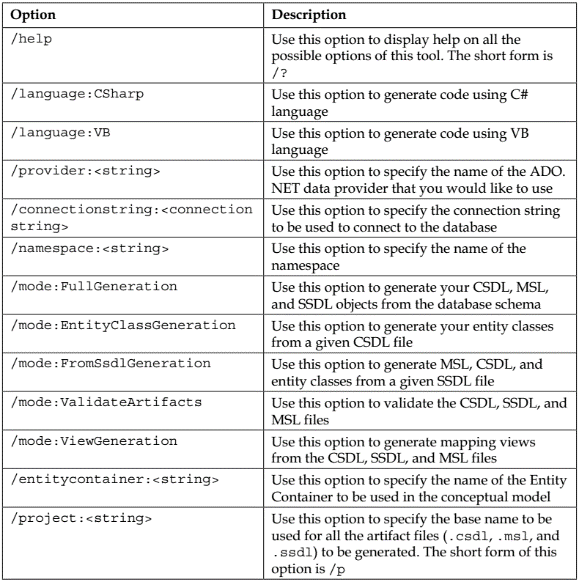 Option Description
/help Use this option to display help on all the
possible options of this tool. The short form is
/?
/language:CSharp Use this option to generate code using C#
language
/language:VB Use this option to generate code using VB
language
/provider:<string> Use this option to specify the name of the ADO.
NET data provider that you would like to use
/connectionstring:<connection Use this option to specify the connection string
string> to be used to connect to the database
/namespace:<string> Use this option to specify the name of the
namespace
/mode:FullGeneration Use this option to generate your CSDL, MSL,
and SSDL objects from the database schema
/mode:EntityClassGeneration Use this option to generate your entity classes
from a given CSDL file
/mode:FromSsdlGeneration Use this option to generate MSL, CSDL, and
entity classes from a given SSDL file
/mode:ValidateArtifacts Use this option to validate the CSDL, SSDL, and
MSL files
/mode:ViewGeneration Use this option to generate mapping views
from the CSDL, SSDL, and MSL files
/entitycontainer:<string> Use this option to specify the name of the Entity
Container to be used in the conceptual model
/project:<string> Use this option to specify the base name to be
used for all the artifact files (.csdl, .msl, and
.ssdl) to be generated. The short form of this
option is /p